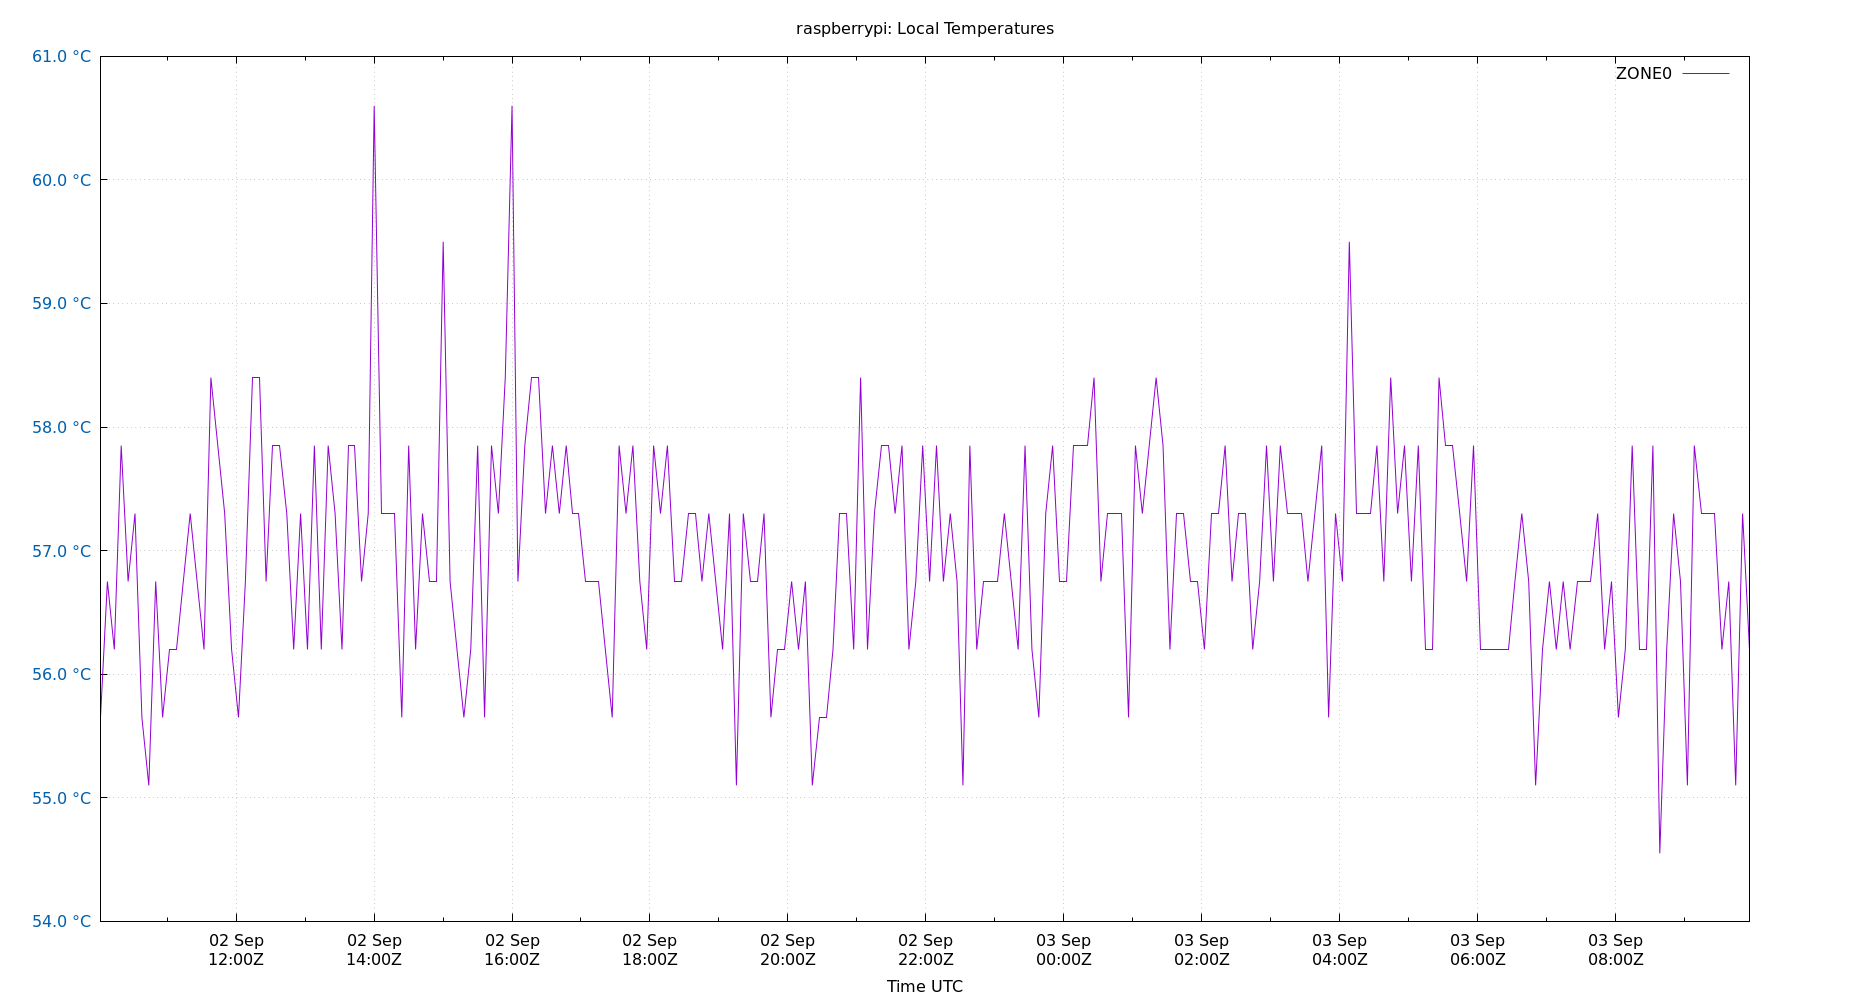 raspberrypi: Local Temperatures
61.0 °C
ZONE0
60.0 °C
59.0 °C
58.0 °C
57.0 °C
56.0 °C
55.0 °C
54.0 °C
02 Sep 02 Sep 02 Sep 02 Sep 02 Sep 02 Sep 03 Sep 03 Sep 03 Sep 03 Sep 03 Sep
12:00Z 14:00Z 16:00Z 18:00Z 20:00Z 22:00Z 00:00Z 02:00Z 04:00Z 06:00Z 08:00Z
Time UTC